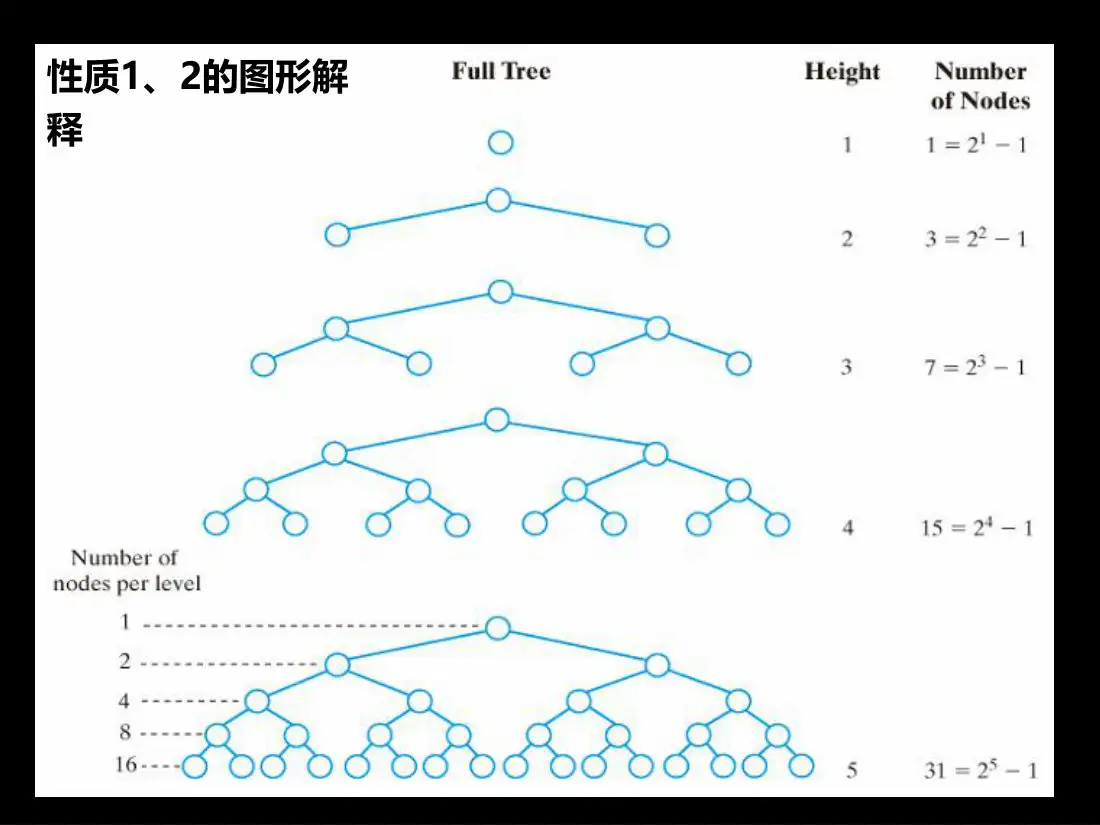 性质1、2的图形解
释
Full Tree
Height
Number
of Nodes
1
1 = 2¹ − 1
2
3 = 2² − 1
3
7 = 2³ − 1
4
15 = 2⁴ − 1
Number of
nodes per level
1
2
4
8
16
5
31 = 2⁵ − 1